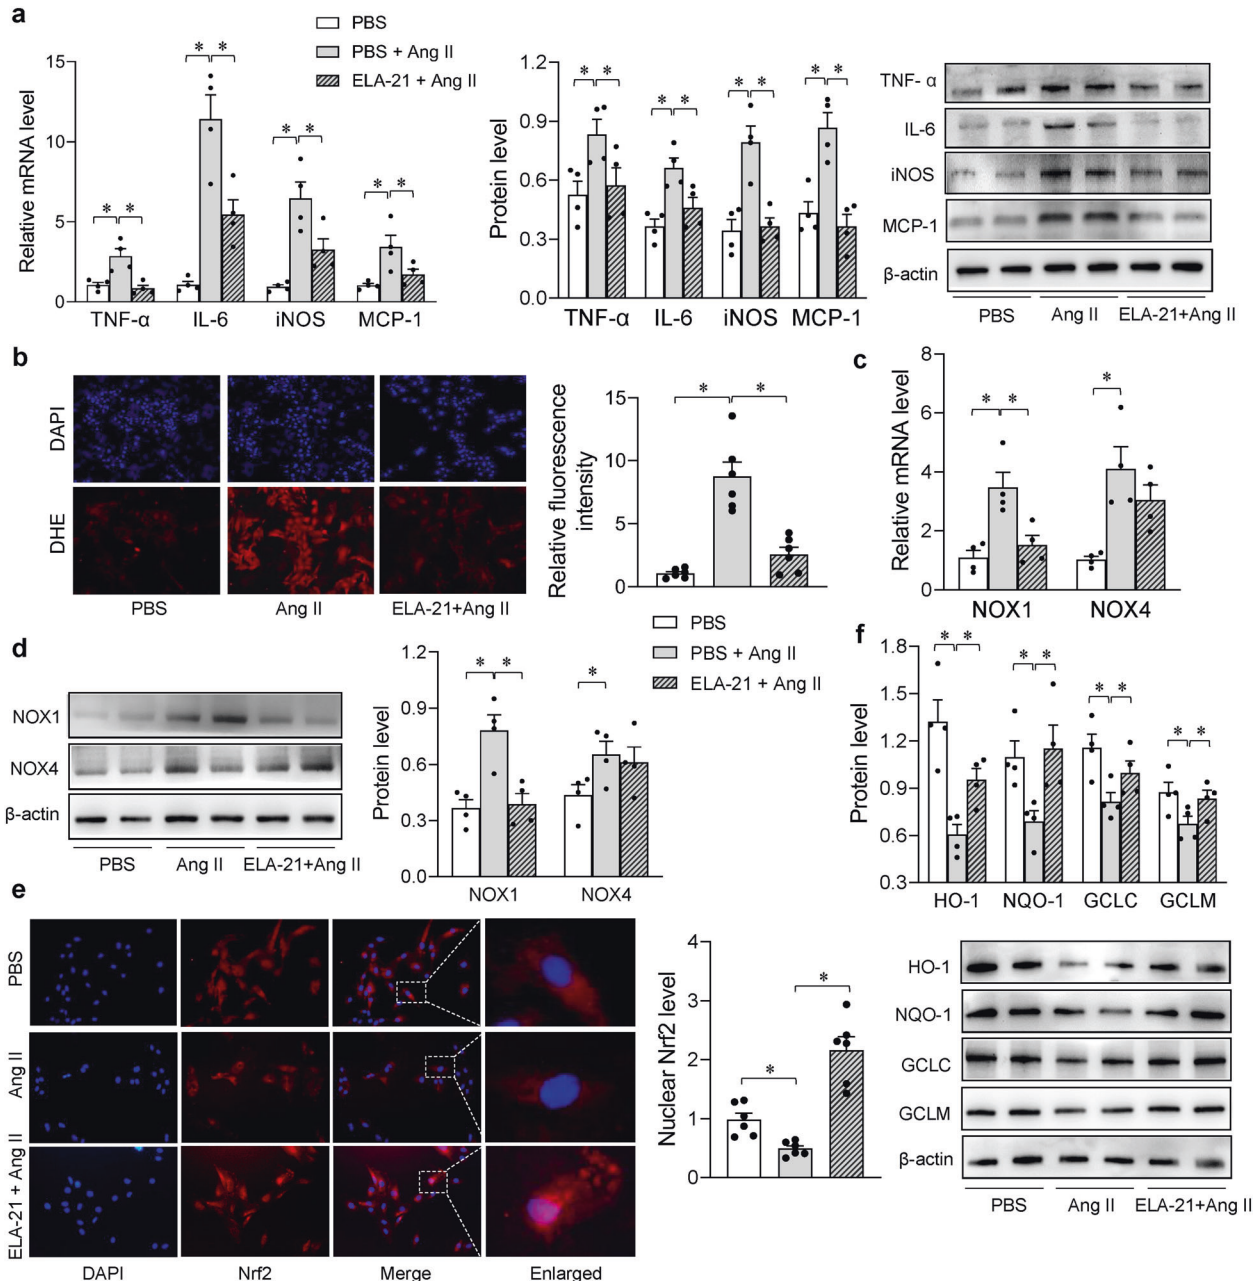 a
PBS
PBS + Ang II
ELA-21 + Ang II
Relative mRNA level
15
10
5
0
* * * * * * * *
TNF-α IL-6 iNOS MCP-1
Protein level
1.2
0.9
0.6
0.3
0.0
* * * * * * * *
TNF-α IL-6 iNOS MCP-1
TNF- α
IL-6
iNOS
MCP-1
β-actin
PBS Ang II ELA-21+Ang II
b
DAPI
DHE
PBS Ang II ELA-21+Ang II
Relative fluorescence
intensity
15
10
5
0
* *
c
Relative mRNA level
8
6
4
2
0
* * *
NOX1 NOX4
PBS
PBS + Ang II
ELA-21 + Ang II
d
NOX1
NOX4
β-actin
PBS Ang II ELA-21+Ang II
Protein level
1.2
0.9
0.6
0.3
0.0
* * *
NOX1 NOX4
f
Protein level
1.8
1.5
1.2
0.9
0.6
0.3
* * * * * * * *
HO-1 NQO-1 GCLC GCLM
HO-1
NQO-1
GCLC
GCLM
β-actin
PBS Ang II ELA-21+Ang II
e
PBS
Ang II
ELA-21 + Ang II
DAPI Nrf2 Merge Enlarged
Nuclear Nrf2 level
4
3
2
1
0
* *